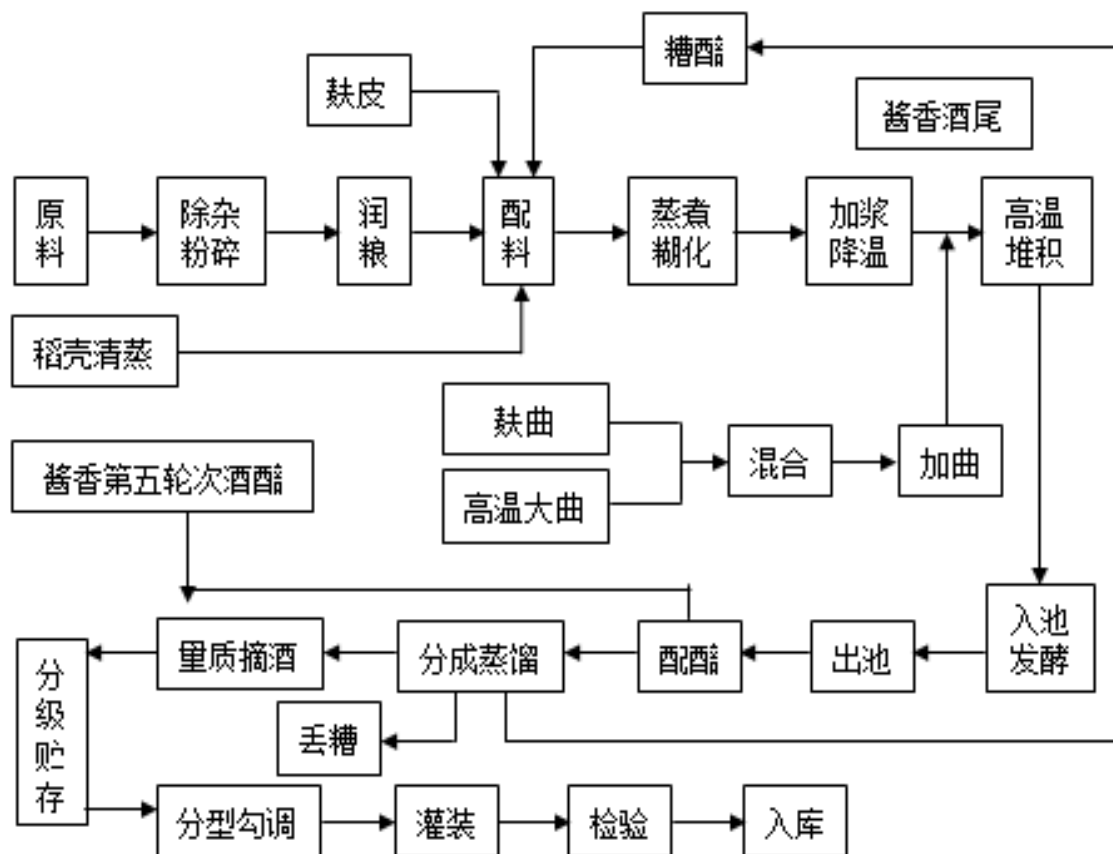 糟醅
麸皮
酱香酒尾
原
料
除杂
粉碎
润
粮
配
料
蒸煮
糊化
加浆
降温
高温
堆积
稻壳清蒸
麸曲
酱香第五轮次酒醅
混合
加曲
高温大曲
入池
发酵
出池
配醅
分成蒸馏
量质摘酒
分
级
贮
存
丢糟
分型勾调
灌装
检验
入库